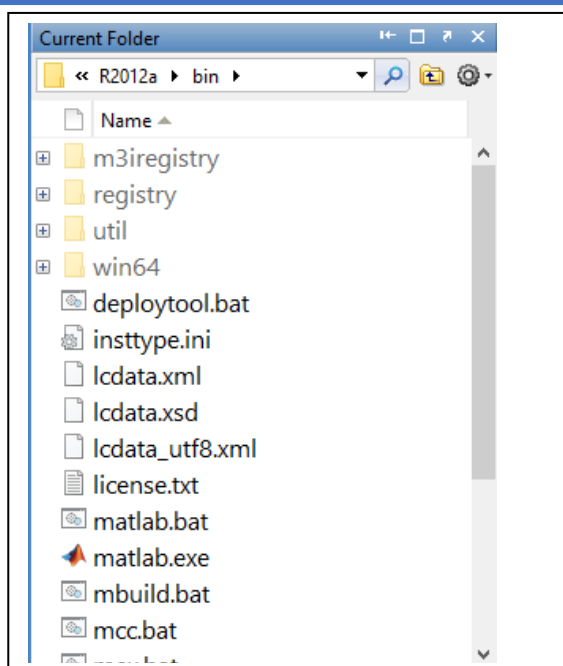 Current Folder
« R2012a ▸ bin ▸
Name
m3iregistry
registry
util
win64
deploytool.bat
insttype.ini
lcdata.xml
lcdata.xsd
lcdata_utf8.xml
license.txt
matlab.bat
matlab.exe
mbuild.bat
mcc.bat